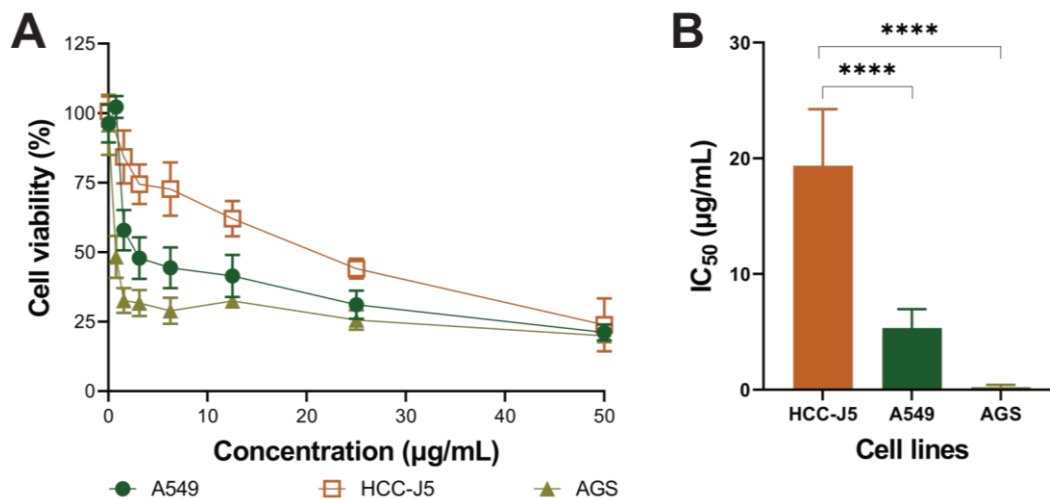 A
Cell viability (%)
125
100
75
50
25
0
0 10 20 30 40 50
Concentration (µg/mL)
A549 HCC-J5 AGS
B
IC50 (µg/mL)
30
20
10
0
****
****
HCC-J5 A549 AGS
Cell lines